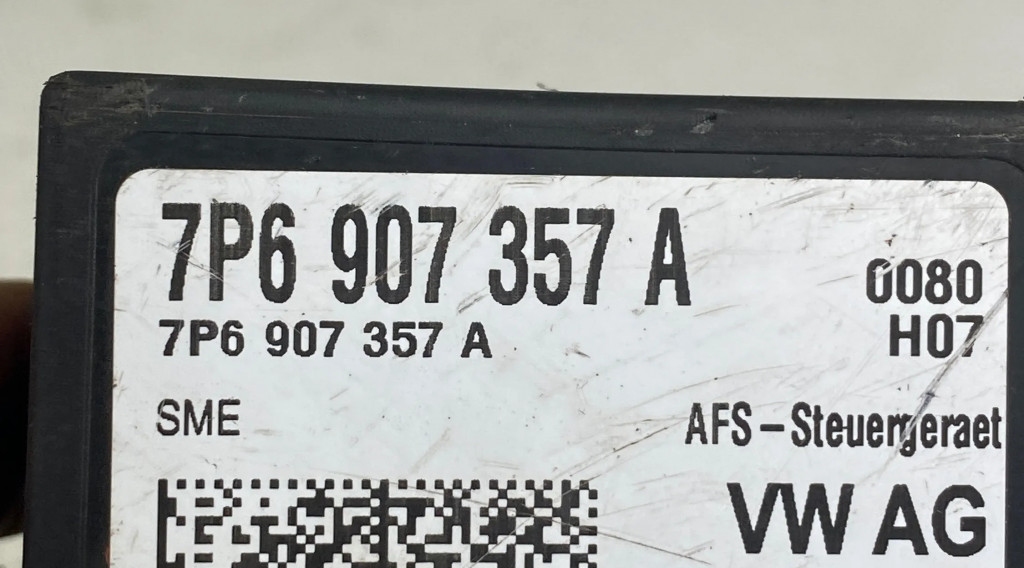 7P6 907 357 A
0080
7P6 907 357 A
H07
SME
AFS-Steuergeraet
VW AG